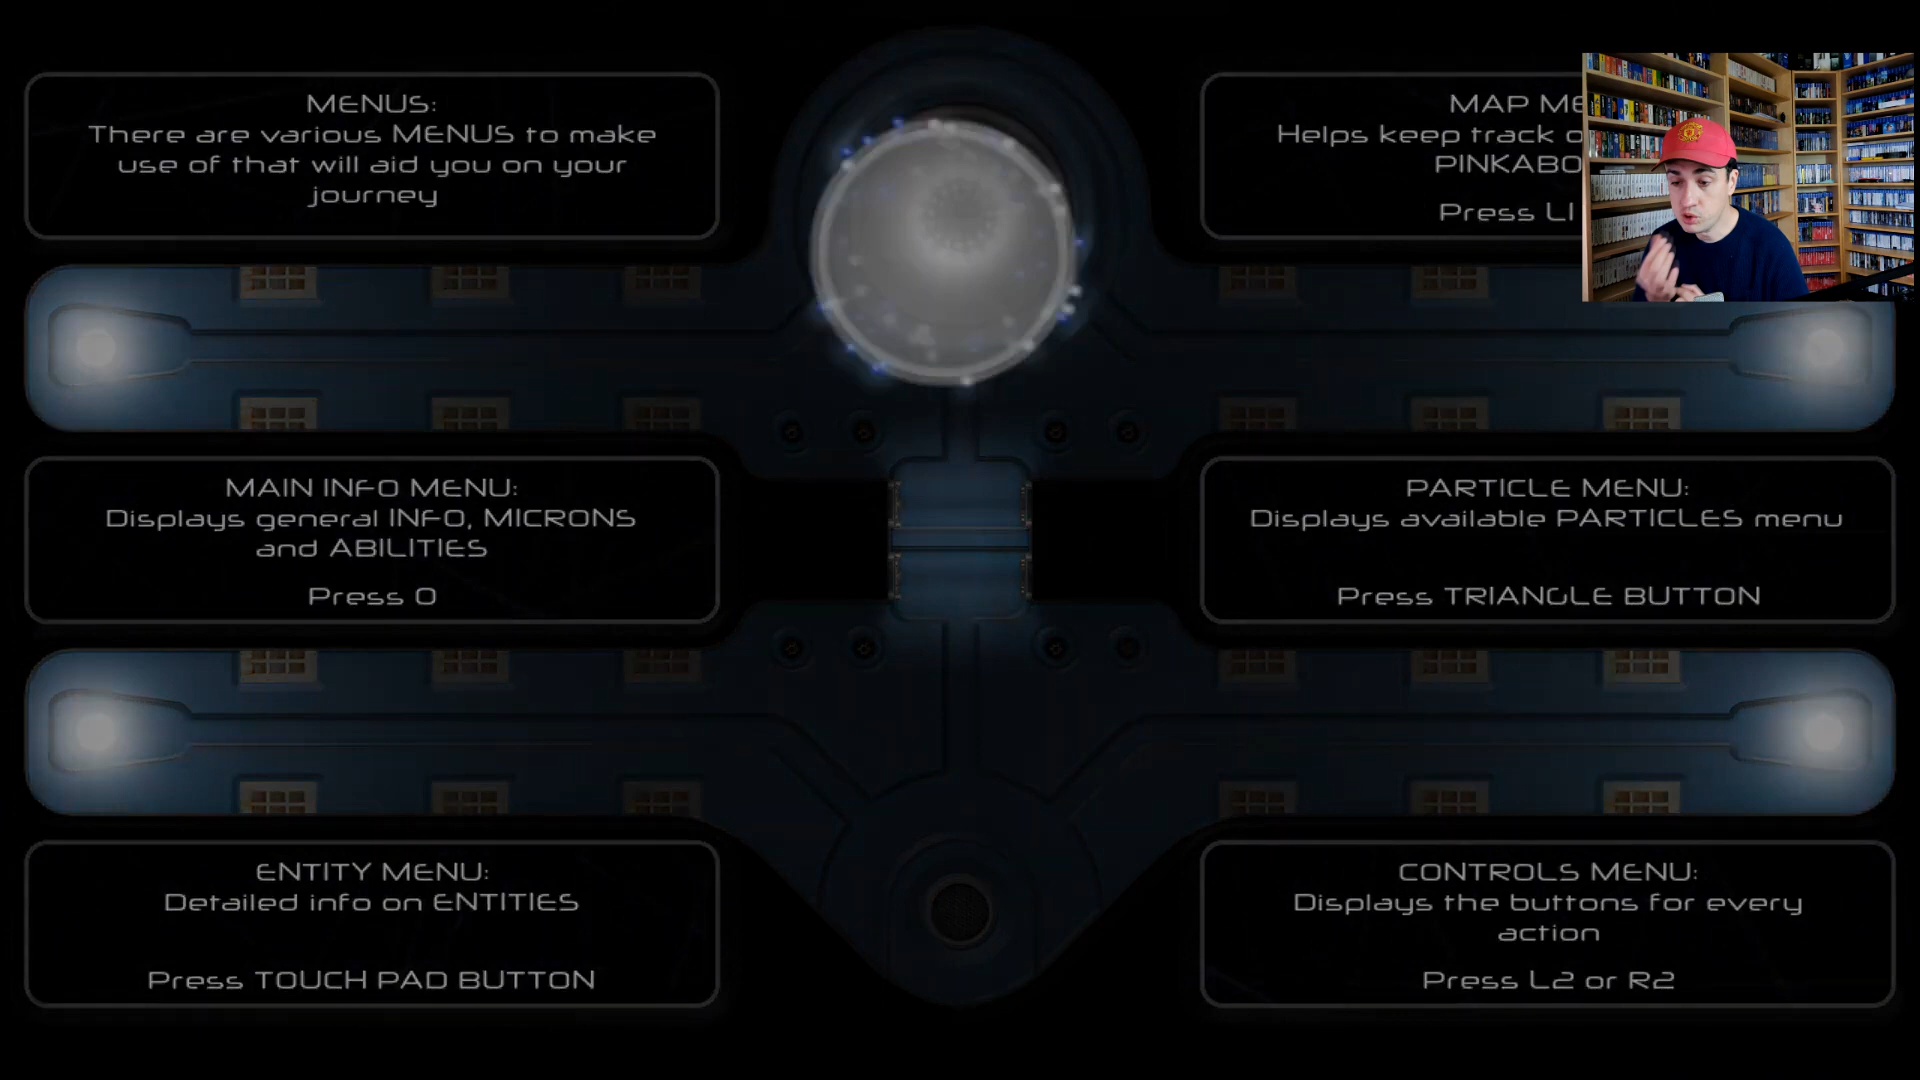 MENUS:
There are various MENUS to make
use of that will aid you on your
journey
MAP
Helps keep track
Press L1
MAIN INFO MENU:
Displays general INFO, MICRONS
and ABILITIES
Press O
PARTICLE MENU:
Displays available PARTICLES menu
Press TRIANGLE BUTTON
ENTITY MENU:
Detailed info on ENTITIES
Press TOUCH PAD BUTTON
CONTROLS MENU:
Displays the buttons for every
action
Press L2 or R2